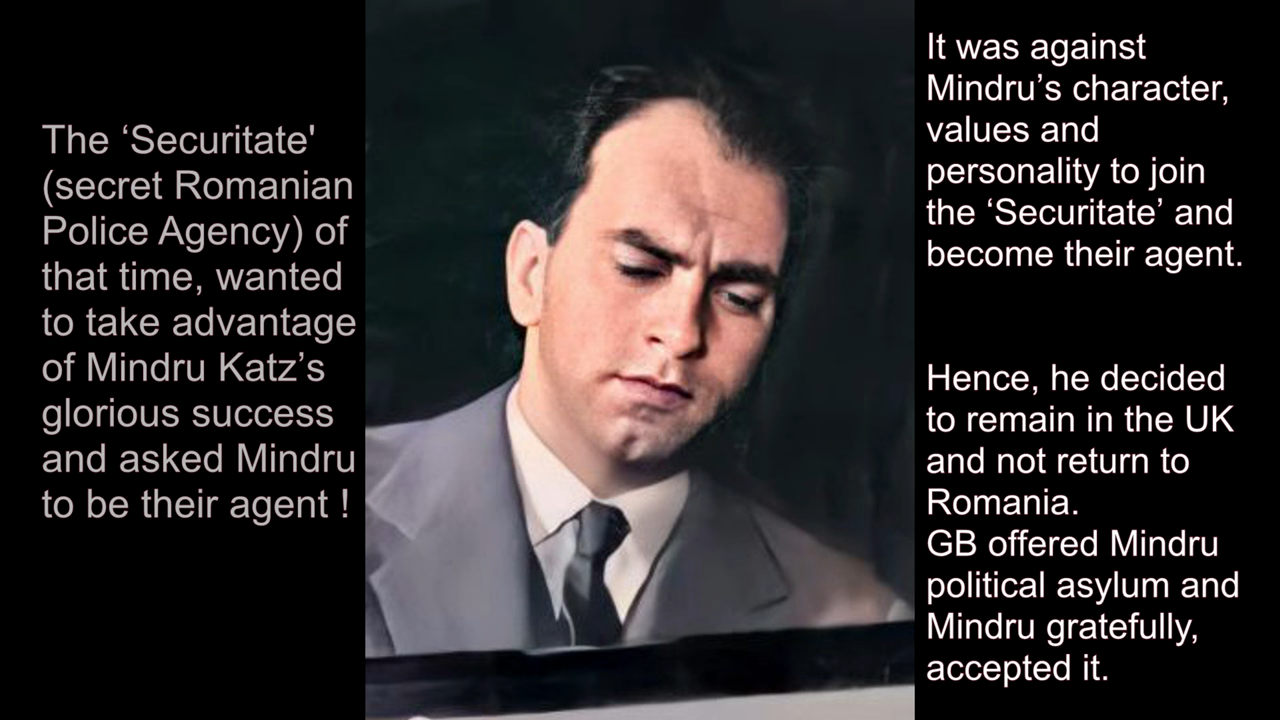 The ‘Securitate'
(secret Romanian
Police Agency) of
that time, wanted
to take advantage
of Mindru Katz’s
glorious success
and asked Mindru
to be their agent !
It was against
Mindru’s character,
values and
personality to join
the ‘Securitate’ and
become their agent.
Hence, he decided
to remain in the UK
and not return to
Romania.
GB offered Mindru
political asylum and
Mindru gratefully,
accepted it.